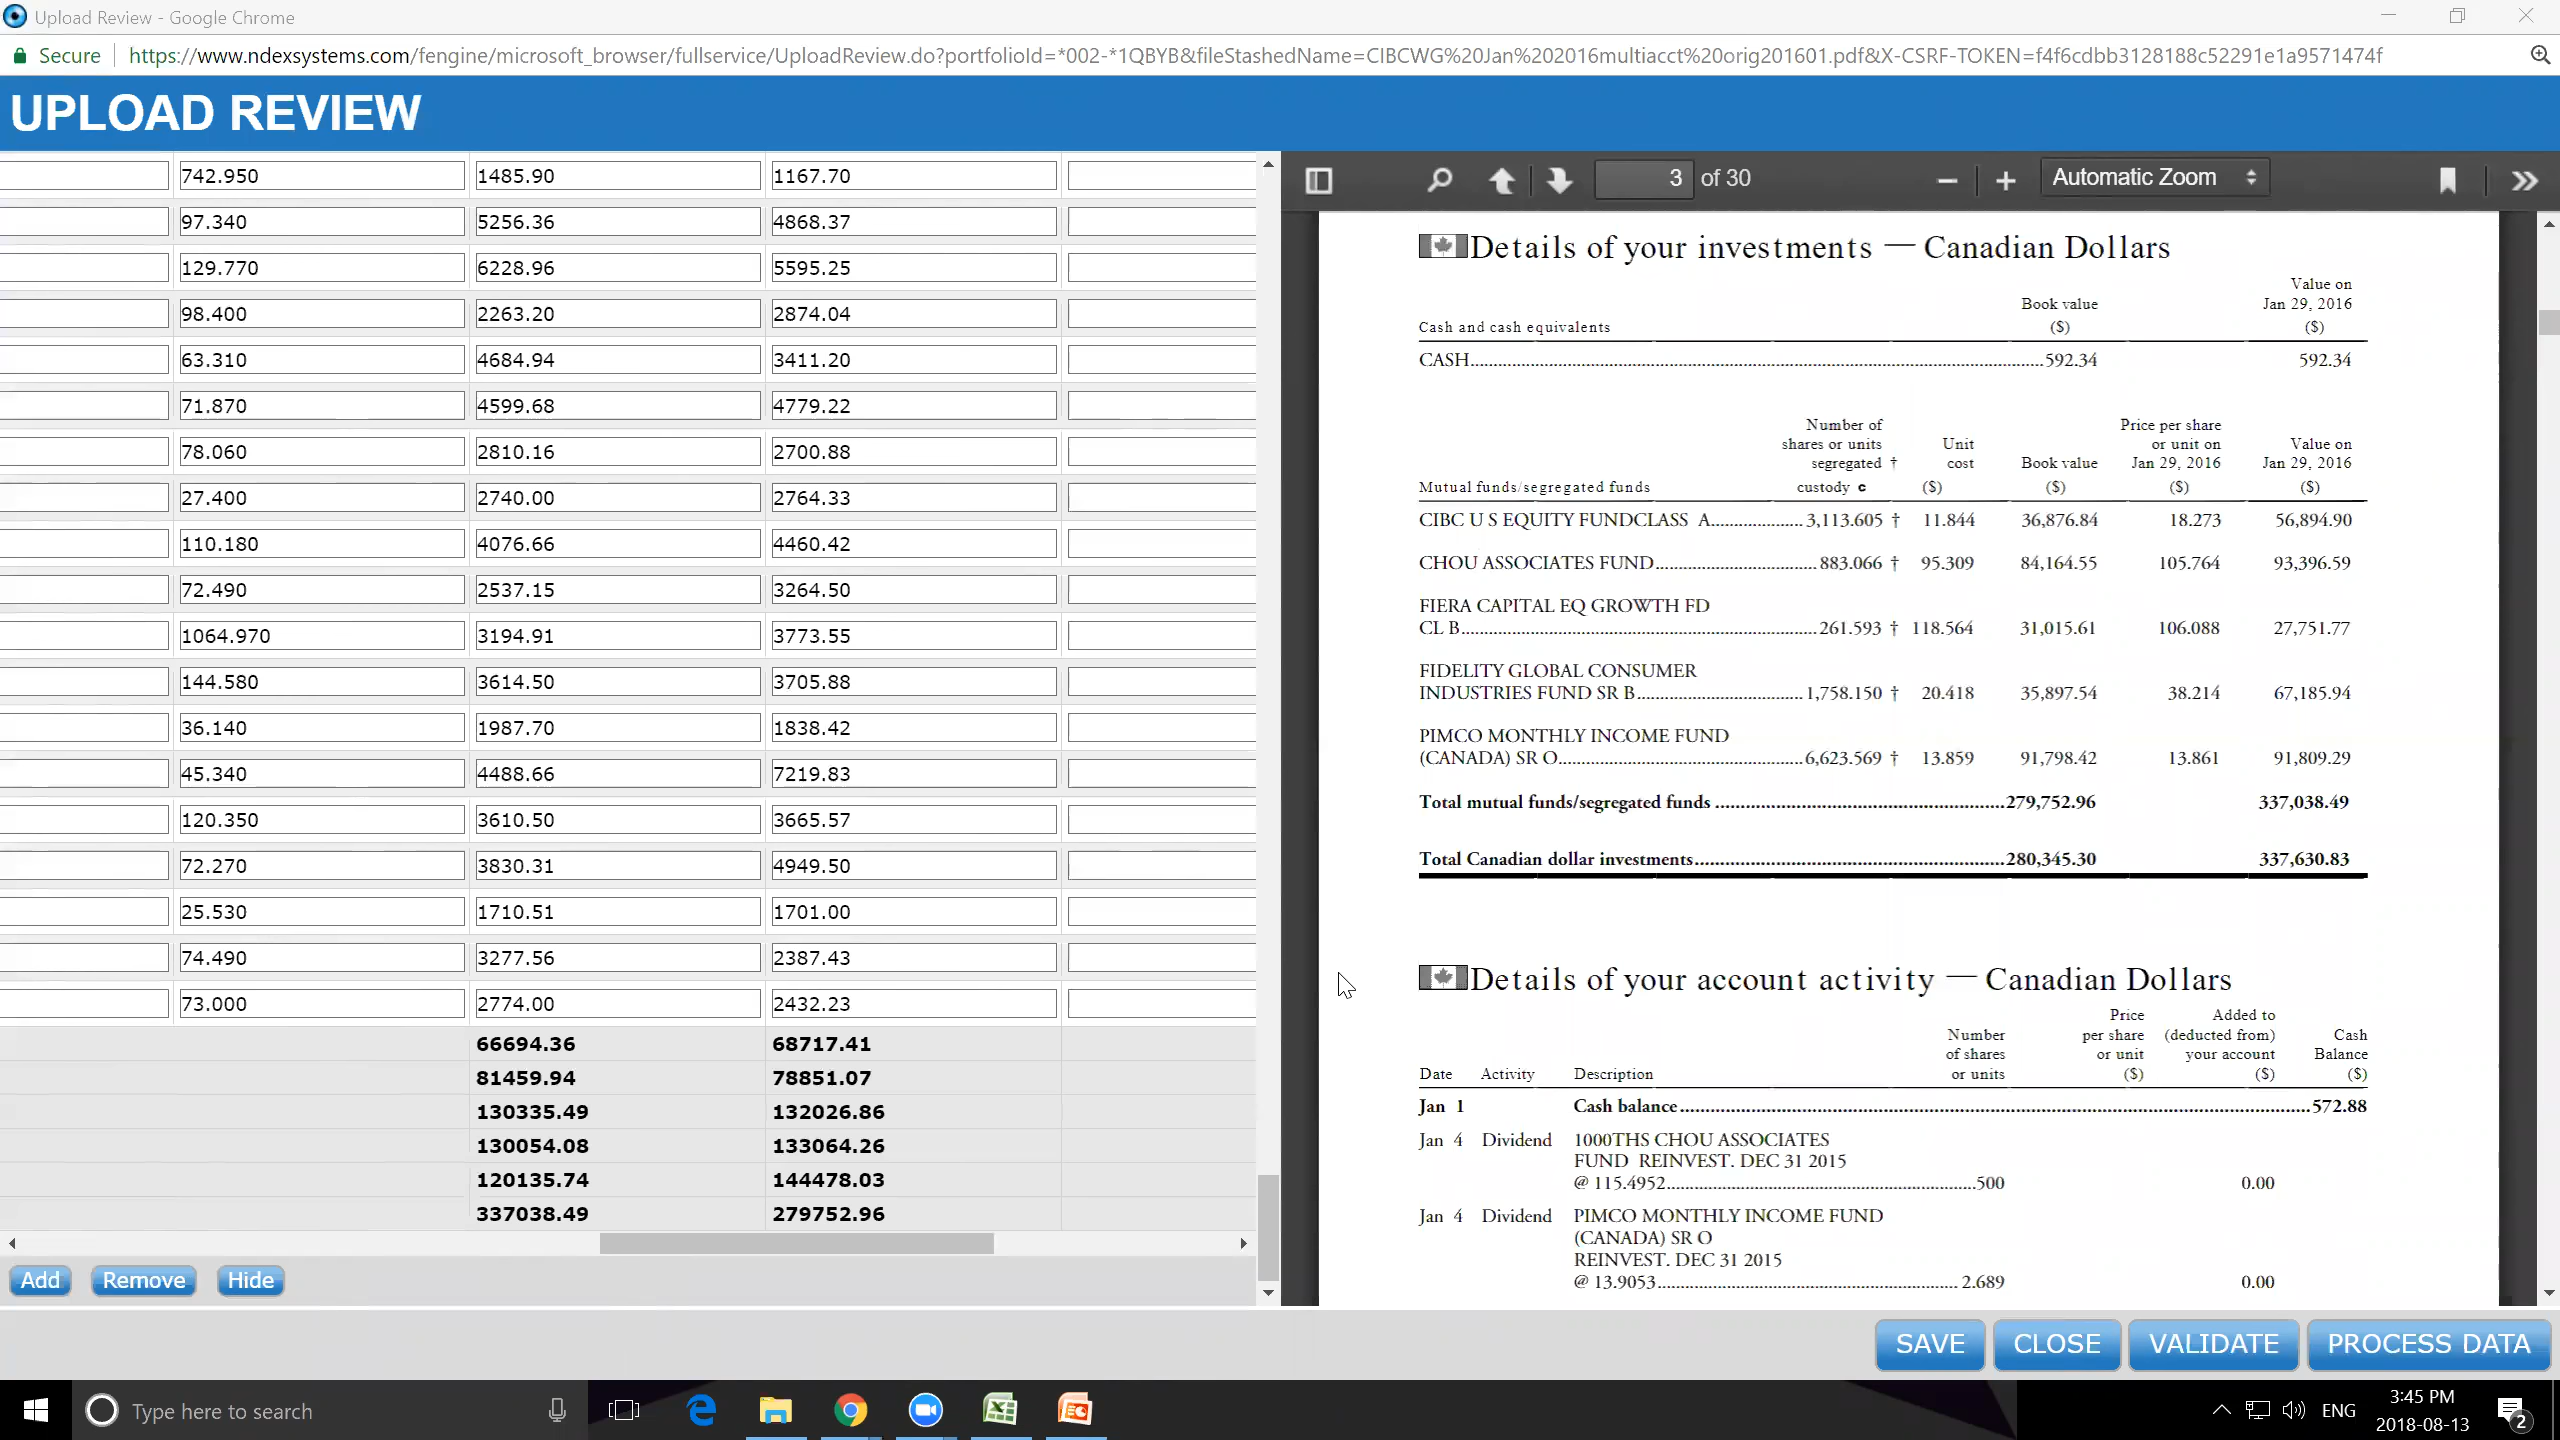 Upload Review - Google Chrome
Secure https://www.ndexsystems.com/fengine/microsoft_browser/fullservice/UploadReview.do?portfolioId=*002-*1QBYB&fileStashedName=CIBCWG%20Jan%202016multiacct%20orig201601.pdf&X-CSRF-TOKEN=f4f6cdbb3128188c52291e1a9571474f
UPLOAD REVIEW
742.950 1485.90 1167.70
97.340 5256.36 4868.37
129.770 6228.96 5595.25
98.400 2263.20 2874.04
63.310 4684.94 3411.20
71.870 4599.68 4779.22
78.060 2810.16 2700.88
27.400 2740.00 2764.33
110.180 4076.66 4460.42
72.490 2537.15 3264.50
1064.970 3194.91 3773.55
144.580 3614.50 3705.88
36.140 1987.70 1838.42
45.340 4488.66 7219.83
120.350 3610.50 3665.57
72.270 3830.31 4949.50
25.530 1710.51 1701.00
74.490 3277.56 2387.43
73.000 2774.00 2432.23
66694.36 68717.41
81459.94 78851.07
130335.49 132026.86
130054.08 133064.26
120135.74 144478.03
337038.49 279752.96
Add Remove Hide
3 of 30 Automatic Zoom
Details of your investments — Canadian Dollars
Value on
Book value Jan 29, 2016
Cash and cash equivalents ($) ($)
CASH 592.34 592.34
Number of Price per share
shares or units Unit or unit on Value on
segregated † cost Book value Jan 29, 2016 Jan 29, 2016
Mutual funds/segregated funds custody c ($) ($) ($) ($)
CIBC U S EQUITY FUNDCLASS A 3,113.605 † 11.844 36,876.84 18.273 56,894.90
CHOU ASSOCIATES FUND 883.066 † 95.309 84,164.55 105.764 93,396.59
FIERA CAPITAL EQ GROWTH FD
CL B 261.593 † 118.564 31,015.61 106.088 27,751.77
FIDELITY GLOBAL CONSUMER
INDUSTRIES FUND SR B 1,758.150 † 20.418 35,897.54 38.214 67,185.94
PIMCO MONTHLY INCOME FUND
(CANADA) SR O 6,623.569 † 13.859 91,798.42 13.861 91,809.29
Total mutual funds/segregated funds 279,752.96 337,038.49
Total Canadian dollar investments 280,345.30 337,630.83
Details of your account activity — Canadian Dollars
Price Added to
Number per share (deducted from) Cash
of shares or unit your account Balance
Date Activity Description or units ($) ($) ($)
Jan 1 Cash balance 572.88
Jan 4 Dividend 1000THS CHOU ASSOCIATES
FUND REINVEST. DEC 31 2015
@ 115.4952 .500 0.00
Jan 4 Dividend PIMCO MONTHLY INCOME FUND
(CANADA) SR O
REINVEST. DEC 31 2015
@ 13.9053 2.689 0.00
SAVE CLOSE VALIDATE PROCESS DATA
Type here to search
ENG
3:45 PM
2018-08-13
2